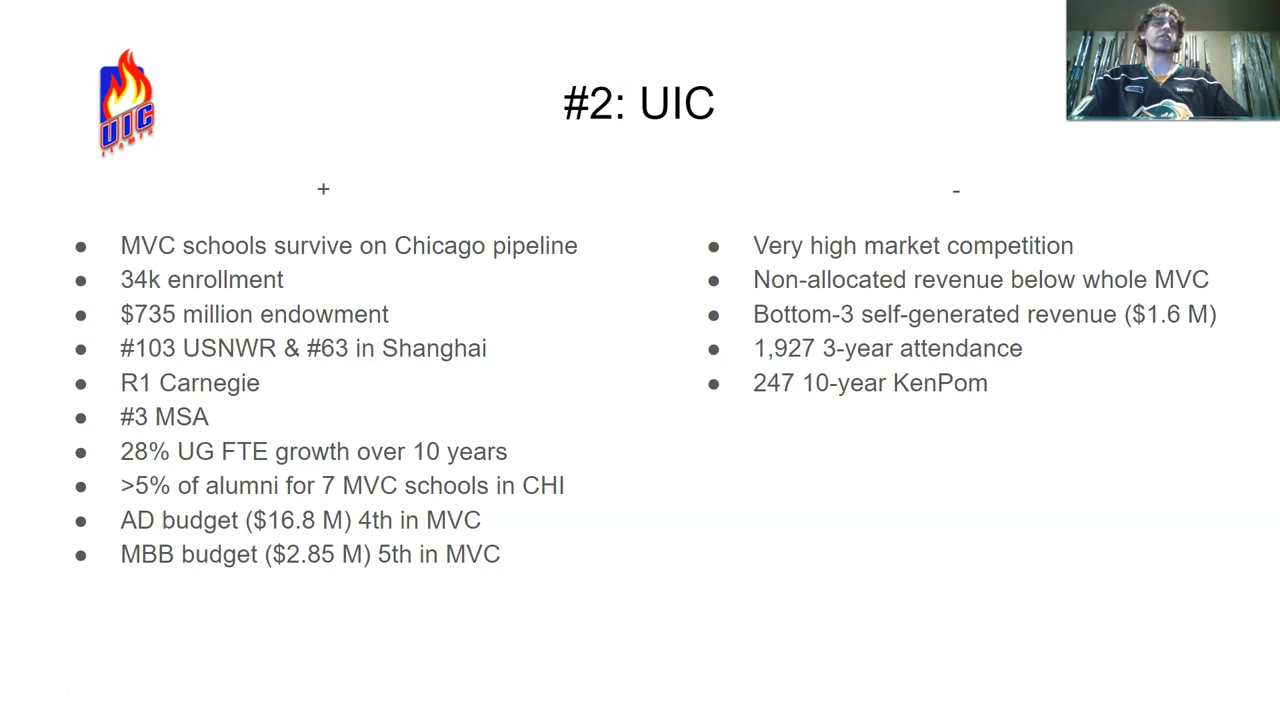 #2: UIC
UIC
FLAMES
Reebok
+
● MVC schools survive on Chicago pipeline
● 34k enrollment
● $735 million endowment
● #103 USNWR & #63 in Shanghai
● R1 Carnegie
● #3 MSA
● 28% UG FTE growth over 10 years
● >5% of alumni for 7 MVC schools in CHI
● AD budget ($16.8 M) 4th in MVC
● MBB budget ($2.85 M) 5th in MVC
-
● Very high market competition
● Non-allocated revenue below whole MVC
● Bottom-3 self-generated revenue ($1.6 M)
● 1,927 3-year attendance
● 247 10-year KenPom